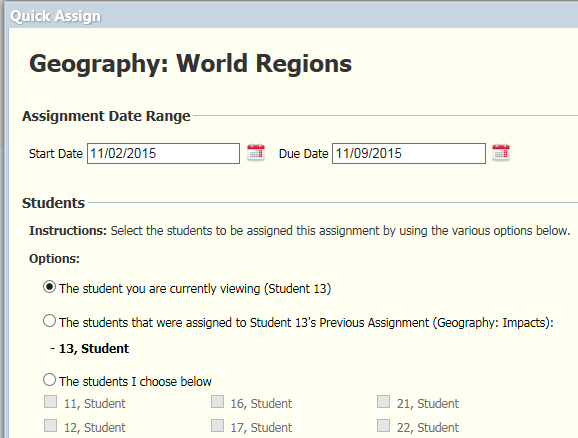 Quick Assign
Geography: World Regions
Assignment Date Range
Start Date 11/02/2015 Due Date 11/09/2015
Students
Instructions: Select the students to be assigned this assignment by using the various options below.
Options:
The student you are currently viewing (Student 13)
The students that were assigned to Student 13's Previous Assignment (Geography: Impacts):
- 13, Student
The students I choose below
11, Student 16, Student 21, Student
12, Student 17, Student 22, Student